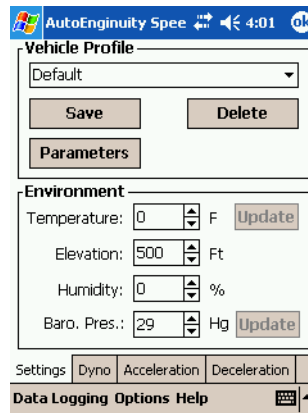 AutoEnginuity Spee 4:01 ok
Vehicle Profile
Default
Save Delete
Parameters
Environment
Temperature: 0 F Update
Elevation: 500 Ft
Humidity: 0 %
Baro. Pres.: 29 Hg Update
Settings Dyno Acceleration Deceleration
Data Logging Options Help